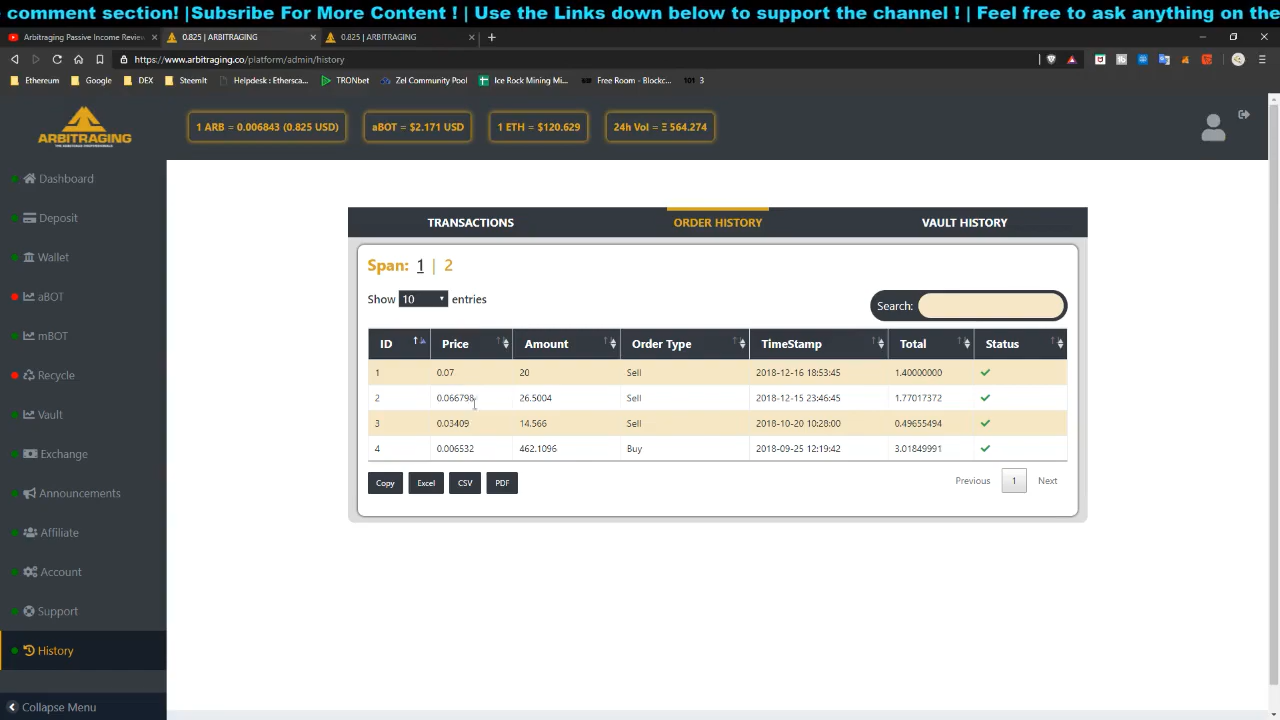 comment section! |Subsribe For More Content ! | Use the Links down below to support the channel ! | Feel free to ask anything on the
Arbitraging Passive Income Review
0.825 | ARBITRAGING
0.825 | ARBITRAGING
https://www.arbitraging.co/platform/admin/history
Ethereum
Google
DEX
SteemIt
Helpdesk : Ethersca...
TRONbet
Zel Community Pool
Ice Rock Mining Mi...
Free Room - Blockc...
101 3
ARBITRAGING
THE ARBITRAGE PROFESSIONALS
1 ARB = 0.006843 (0.825 USD)
aBOT = $2.171 USD
1 ETH = $120.629
24h Vol = Ξ 564.274
Dashboard
Deposit
Wallet
aBOT
mBOT
Recycle
Vault
Exchange
Announcements
Affiliate
Account
Support
History
Collapse Menu
TRANSACTIONS
ORDER HISTORY
VAULT HISTORY
Span: 1 | 2
Show 10 entries
Search:
ID Price Amount Order Type TimeStamp Total Status
1 0.07 20 Sell 2018-12-16 18:53:45 1.40000000
2 0.066798 26.5004 Sell 2018-12-15 23:46:45 1.77017372
3 0.03409 14.566 Sell 2018-10-20 10:28:00 0.49655494
4 0.006532 462.1096 Buy 2018-09-25 12:19:42 3.01849991
Copy Excel CSV PDF
Previous 1 Next